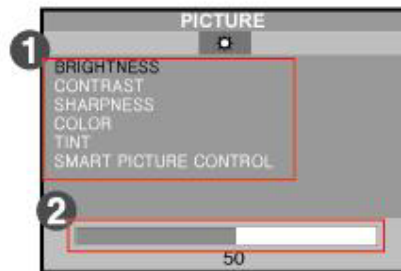 PICTURE
1
BRIGHTNESS
CONTRAST
SHARPNESS
COLOR
TINT
SMART PICTURE CONTROL
2
50